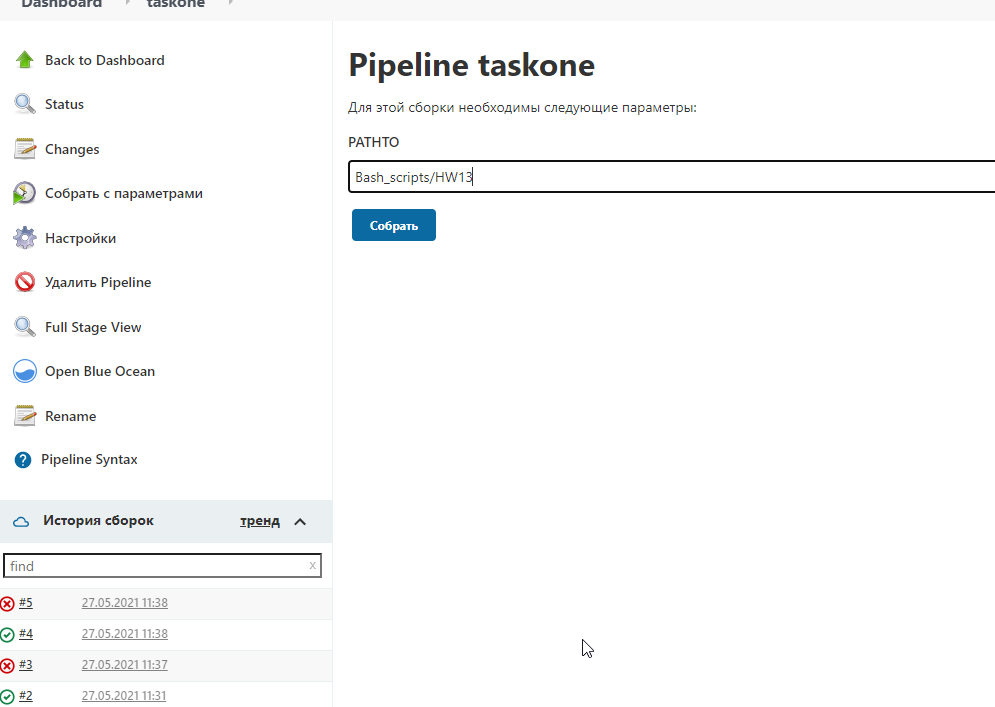 Dashboard taskone
Back to Dashboard
Status
Changes
Собрать с параметрами
Настройки
Удалить Pipeline
Full Stage View
Open Blue Ocean
Rename
Pipeline Syntax
История сборок тренд
find x
#5 27.05.2021 11:38
#4 27.05.2021 11:38
#3 27.05.2021 11:37
#2 27.05.2021 11:31
Pipeline taskone
Для этой сборки необходимы следующие параметры:
PATHTO
Bash_scripts/HW13
Собрать